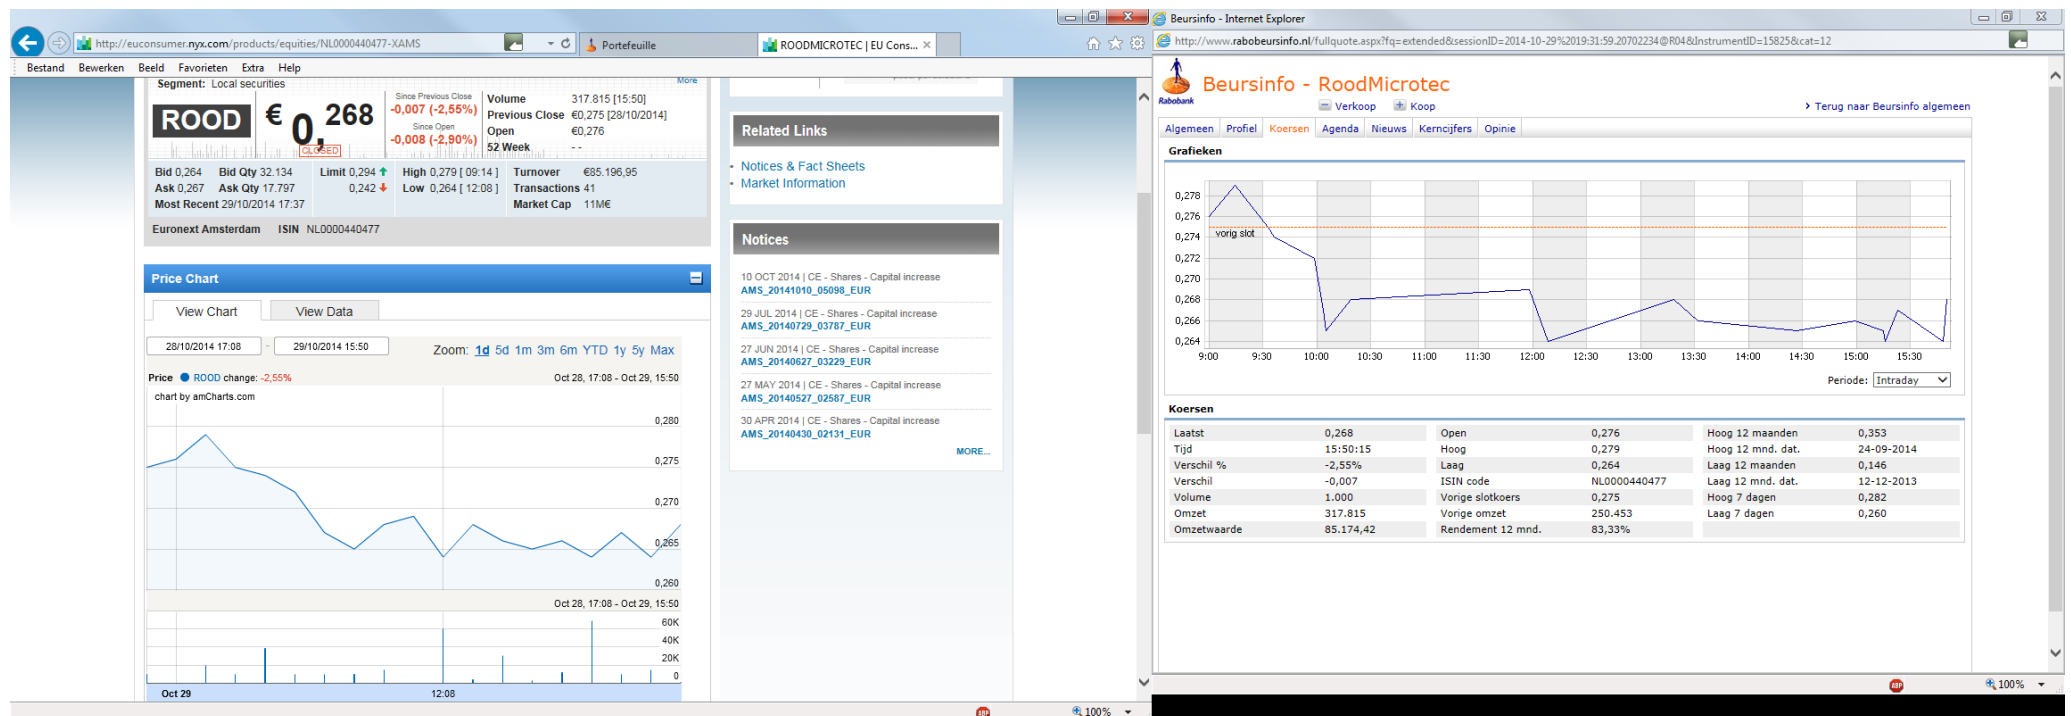 http://euconsumer.nyx.com/products/equities/NL0000440477-XAMS
Portefeuille
ROODMICROTEC | EU Cons...
Bestand Bewerken Beeld Favorieten Extra Help
Segment: Local securities
More
ROOD
€ 0,268
CLOSED
Since Previous Close
-0,007 (-2,55%)
Since Open
-0,008 (-2,90%)
Volume 317.815 [15:50]
Previous Close €0,275 [28/10/2014]
Open €0,276
52 Week - -
Bid 0,264 Bid Qty 32.134 Limit 0,294 High 0,279 [ 09:14 ] Turnover €85.196,95
Ask 0,267 Ask Qty 17.797 0,242 Low 0,264 [ 12:08 ] Transactions 41
Most Recent 29/10/2014 17:37 Market Cap 11M€
Euronext Amsterdam ISIN NL0000440477
Price Chart
View Chart View Data
28/10/2014 17:08 - 29/10/2014 15:50
Zoom: 1d 5d 1m 3m 6m YTD 1y 5y Max
Price ROOD change: -2,55% Oct 28, 17:08 - Oct 29, 15:50
chart by amCharts.com
0,280
0,275
0,270
0,265
0,260
Oct 28, 17:08 - Oct 29, 15:50
60K
40K
20K
0
Oct 29 12:08
Related Links
Notices & Fact Sheets
Market Information
Notices
10 OCT 2014 | CE - Shares - Capital increase
AMS_20141010_05098_EUR
29 JUL 2014 | CE - Shares - Capital increase
AMS_20140729_03787_EUR
27 JUN 2014 | CE - Shares - Capital increase
AMS_20140627_03229_EUR
27 MAY 2014 | CE - Shares - Capital increase
AMS_20140527_02587_EUR
30 APR 2014 | CE - Shares - Capital increase
AMS_20140430_02131_EUR
MORE...
ABP
100%
Beursinfo - Internet Explorer
http://www.rabobeursinfo.nl/fullquote.aspx?fq=extended&sessionID=2014-10-29%2019:31:59.20702234@R04&InstrumentID=15825&cat=12
Rabobank
Beursinfo - RoodMicrotec
Verkoop Koop
Terug naar Beursinfo algemeen
Algemeen Profiel Koersen Agenda Nieuws Kerncijfers Opinie
Grafieken
0,278
0,276
0,274
0,272
0,270
0,268
0,266
0,264
vorig slot
9:00 9:30 10:00 10:30 11:00 11:30 12:00 12:30 13:00 13:30 14:00 14:30 15:00 15:30
Periode: Intraday
Koersen
Laatst 0,268 Open 0,276 Hoog 12 maanden 0,353
Tijd 15:50:15 Hoog 0,279 Hoog 12 mnd. dat. 24-09-2014
Verschil % -2,55% Laag 0,264 Laag 12 maanden 0,146
Verschil -0,007 ISIN code NL0000440477 Laag 12 mnd. dat. 12-12-2013
Volume 1.000 Vorige slotkoers 0,275 Hoog 7 dagen 0,282
Omzet 317.815 Vorige omzet 250.453 Laag 7 dagen 0,260
Omzetwaarde 85.174,42 Rendement 12 mnd. 83,33%
ABP
100%